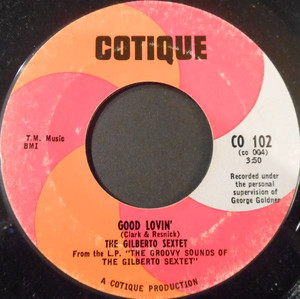 COTIQUE
T.M. Music
BMI
CO 102
(co 004)
3:50
Recorded under
the personal
supervision of
George Goldner
GOOD LOVIN'
(Clark & Resnick)
THE GILBERTO SEXTET
From the L.P. "THE GROOVY SOUNDS OF
THE GILBERTO SEXTET"
A COTIQUE PRODUCTION